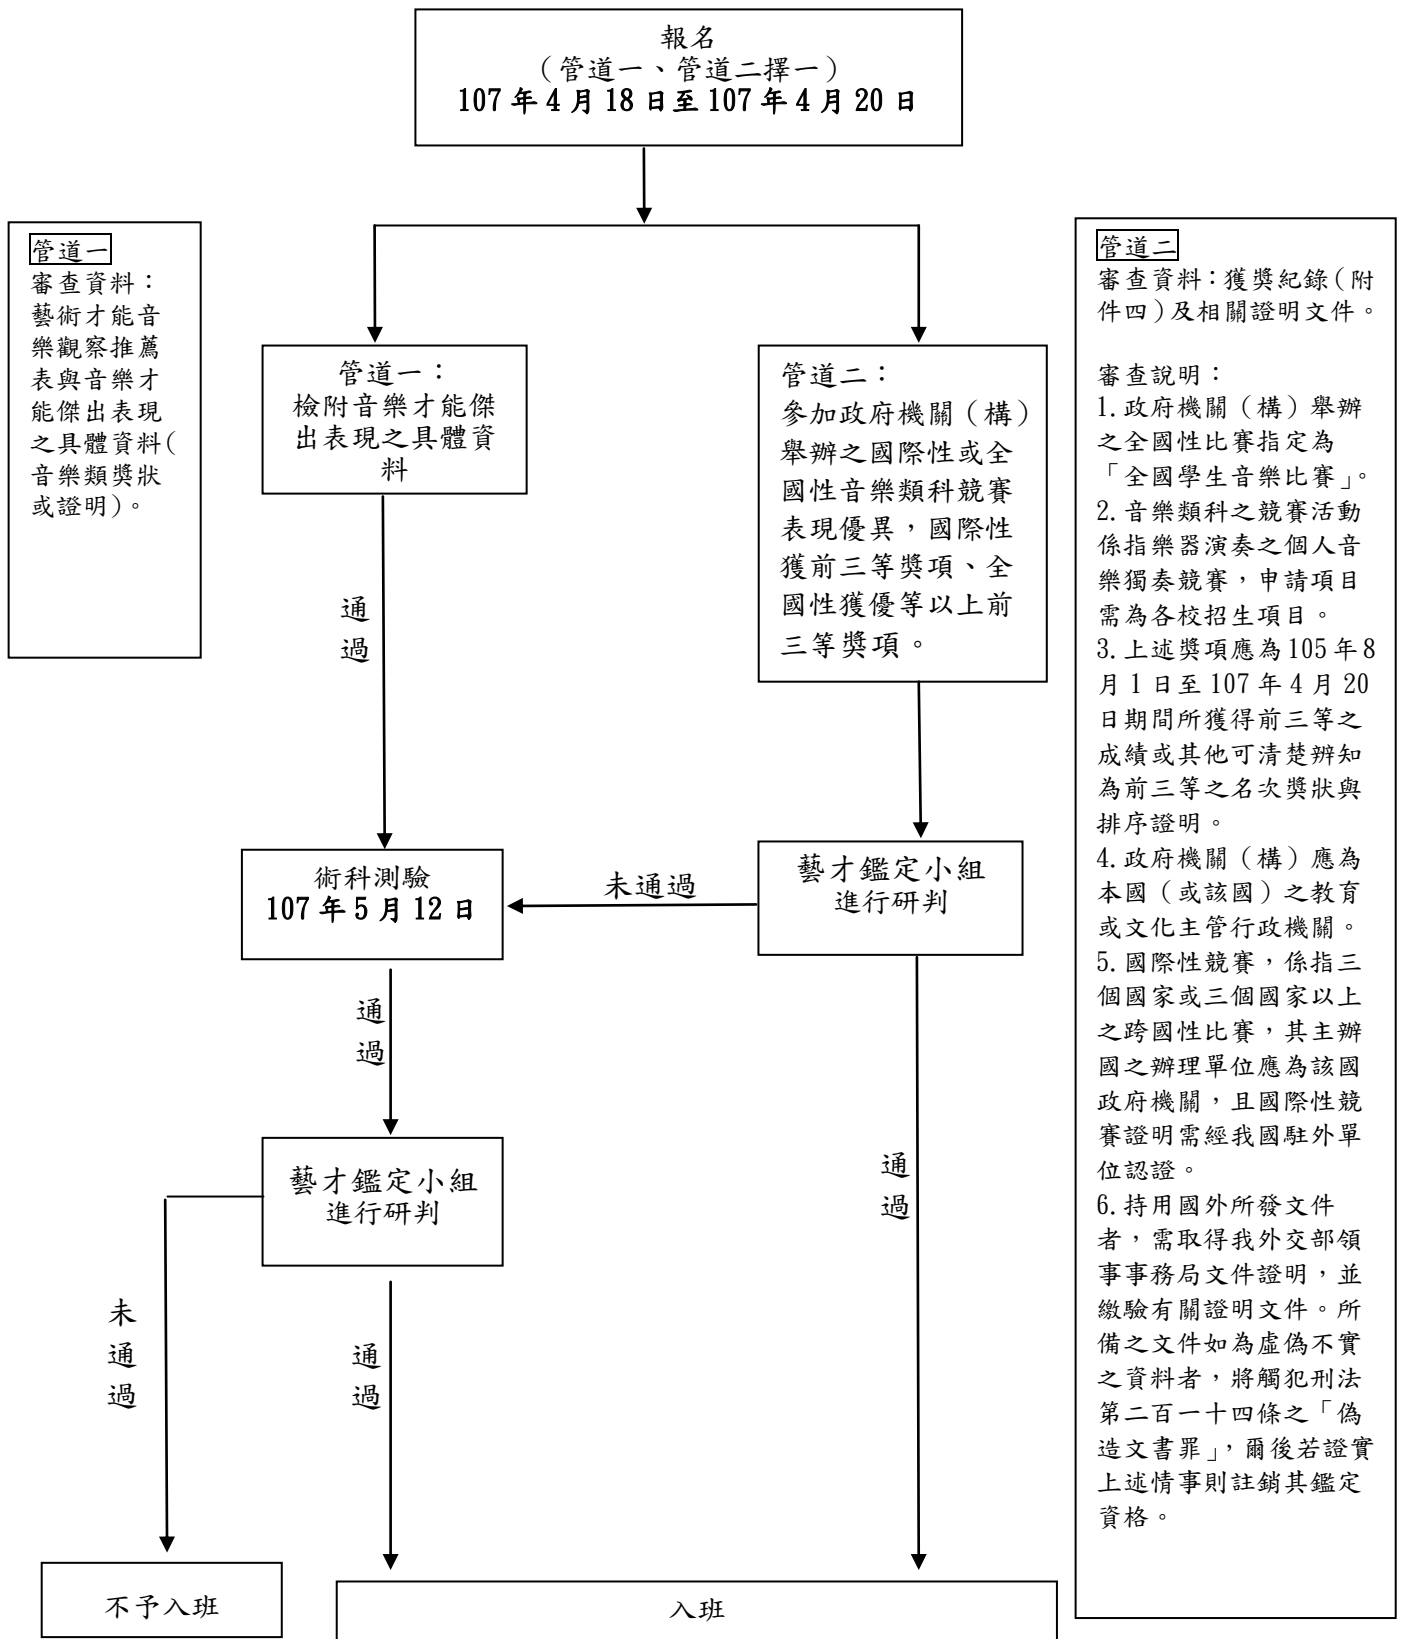 報名
（管道一、管道二擇一）
107 年 4 月 18 日至 107 年 4 月 20 日
管道一
審查資料：
藝術才能音
樂觀察推薦
表與音樂才
能傑出表現
之具體資料(
音樂類獎狀
或證明)。
管道一：
檢附音樂才能傑
出表現之具體資
料
管道二：
參加政府機關（構）
舉辦之國際性或全
國性音樂類科競賽
表現優異，國際性
獲前三等獎項、全
國性獲優等以上前
三等獎項。
管道二
審查資料：獲獎紀錄（附
件四）及相關證明文件。
審查說明：
1.政府機關（構）舉辦
之全國性比賽指定為
「全國學生音樂比賽」。
2.音樂類科之競賽活動
係指樂器演奏之個人音
樂獨奏競賽，申請項目
需為各校招生項目。
3.上述獎項應為 105 年 8
月 1 日至 107 年 4 月 20
日期間所獲得前三等之
成績或其他可清楚辨知
為前三等之名次獎狀與
排序證明。
4.政府機關（構）應為
本國（或該國）之教育
或文化主管行政機關。
5.國際性競賽，係指三
個國家或三個國家以上
之跨國性比賽，其主辦
國之辦理單位應為該國
政府機關，且國際性競
賽證明需經我國駐外單
位認證。
6.持用國外所發文件
者，需取得我外交部領
事事務局文件證明，並
繳驗有關證明文件。所
備之文件如為虛偽不實
之資料者，將觸犯刑法
第二百一十四條之「偽
造文書罪」，爾後若證實
上述情事則註銷其鑑定
資格。
通
過
術科測驗
107 年 5 月 12 日
未通過
藝才鑑定小組
進行研判
通
過
藝才鑑定小組
進行研判
通
過
未
通
過
通
過
不予入班
入班